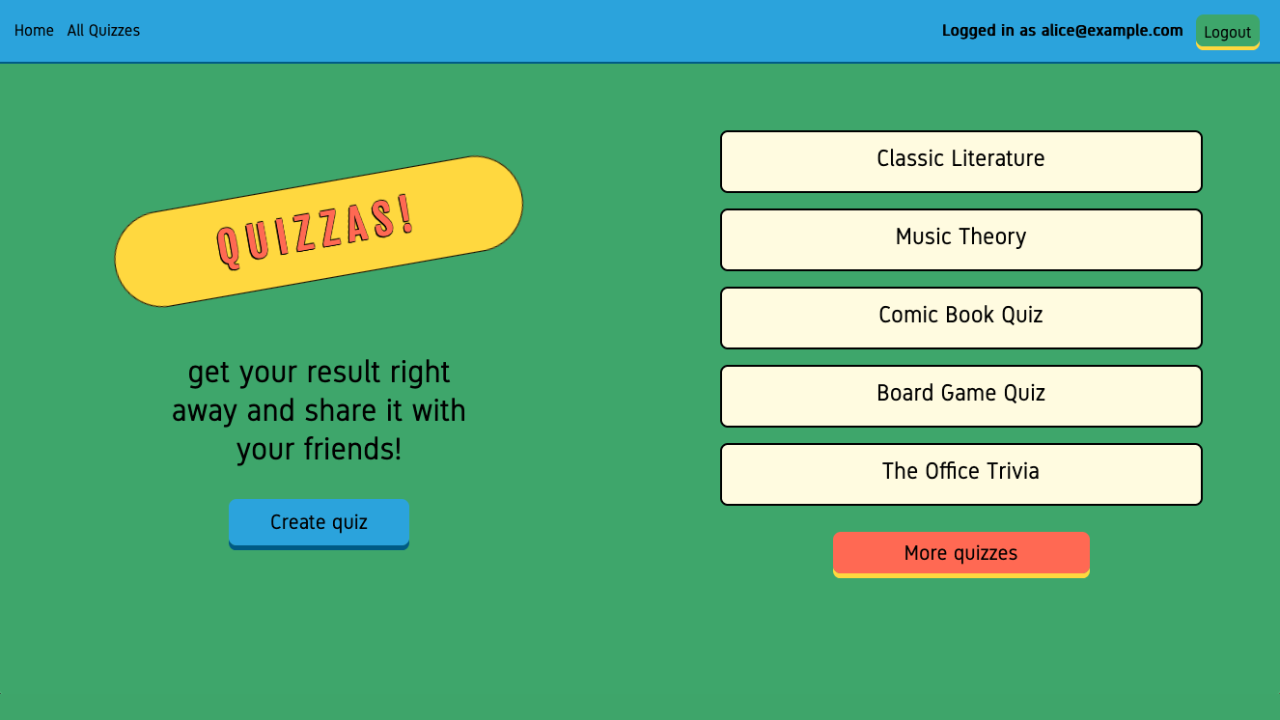 Home All Quizzes
Logged in as alice@example.com Logout
QUIZZAS!
get your result right
away and share it with
your friends!
Create quiz
Classic Literature
Music Theory
Comic Book Quiz
Board Game Quiz
The Office Trivia
More quizzes